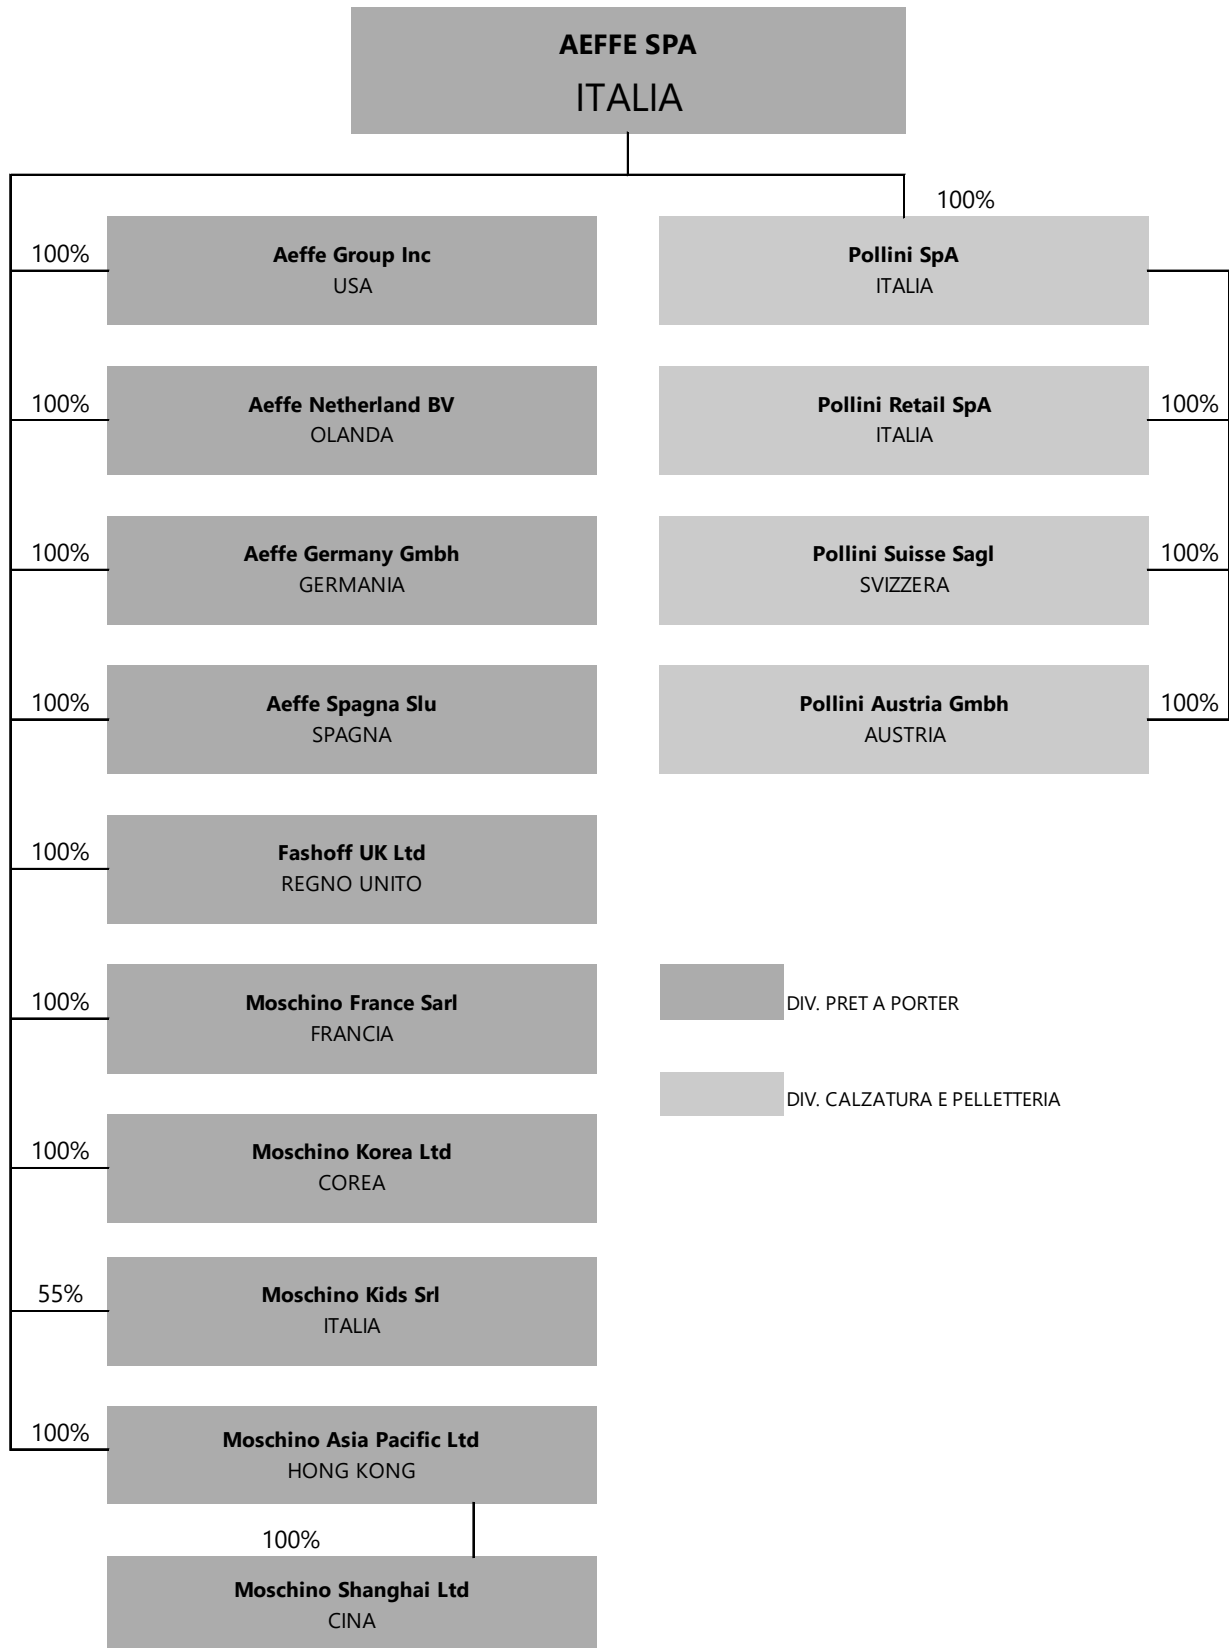 AEFFE SPA
ITALIA
100%
100%
Aeffe Group Inc
USA
Pollini SpA
ITALIA
100%
Aeffe Netherland BV
OLANDA
Pollini Retail SpA
ITALIA
100%
100%
Aeffe Germany Gmbh
GERMANIA
Pollini Suisse Sagl
SVIZZERA
100%
100%
Aeffe Spagna Slu
SPAGNA
Pollini Austria Gmbh
AUSTRIA
100%
100%
Fashoff UK Ltd
REGNO UNITO
100%
Moschino France Sarl
FRANCIA
DIV. PRET A PORTER
DIV. CALZATURA E PELLETTERIA
100%
Moschino Korea Ltd
COREA
55%
Moschino Kids Srl
ITALIA
100%
Moschino Asia Pacific Ltd
HONG KONG
100%
Moschino Shanghai Ltd
CINA